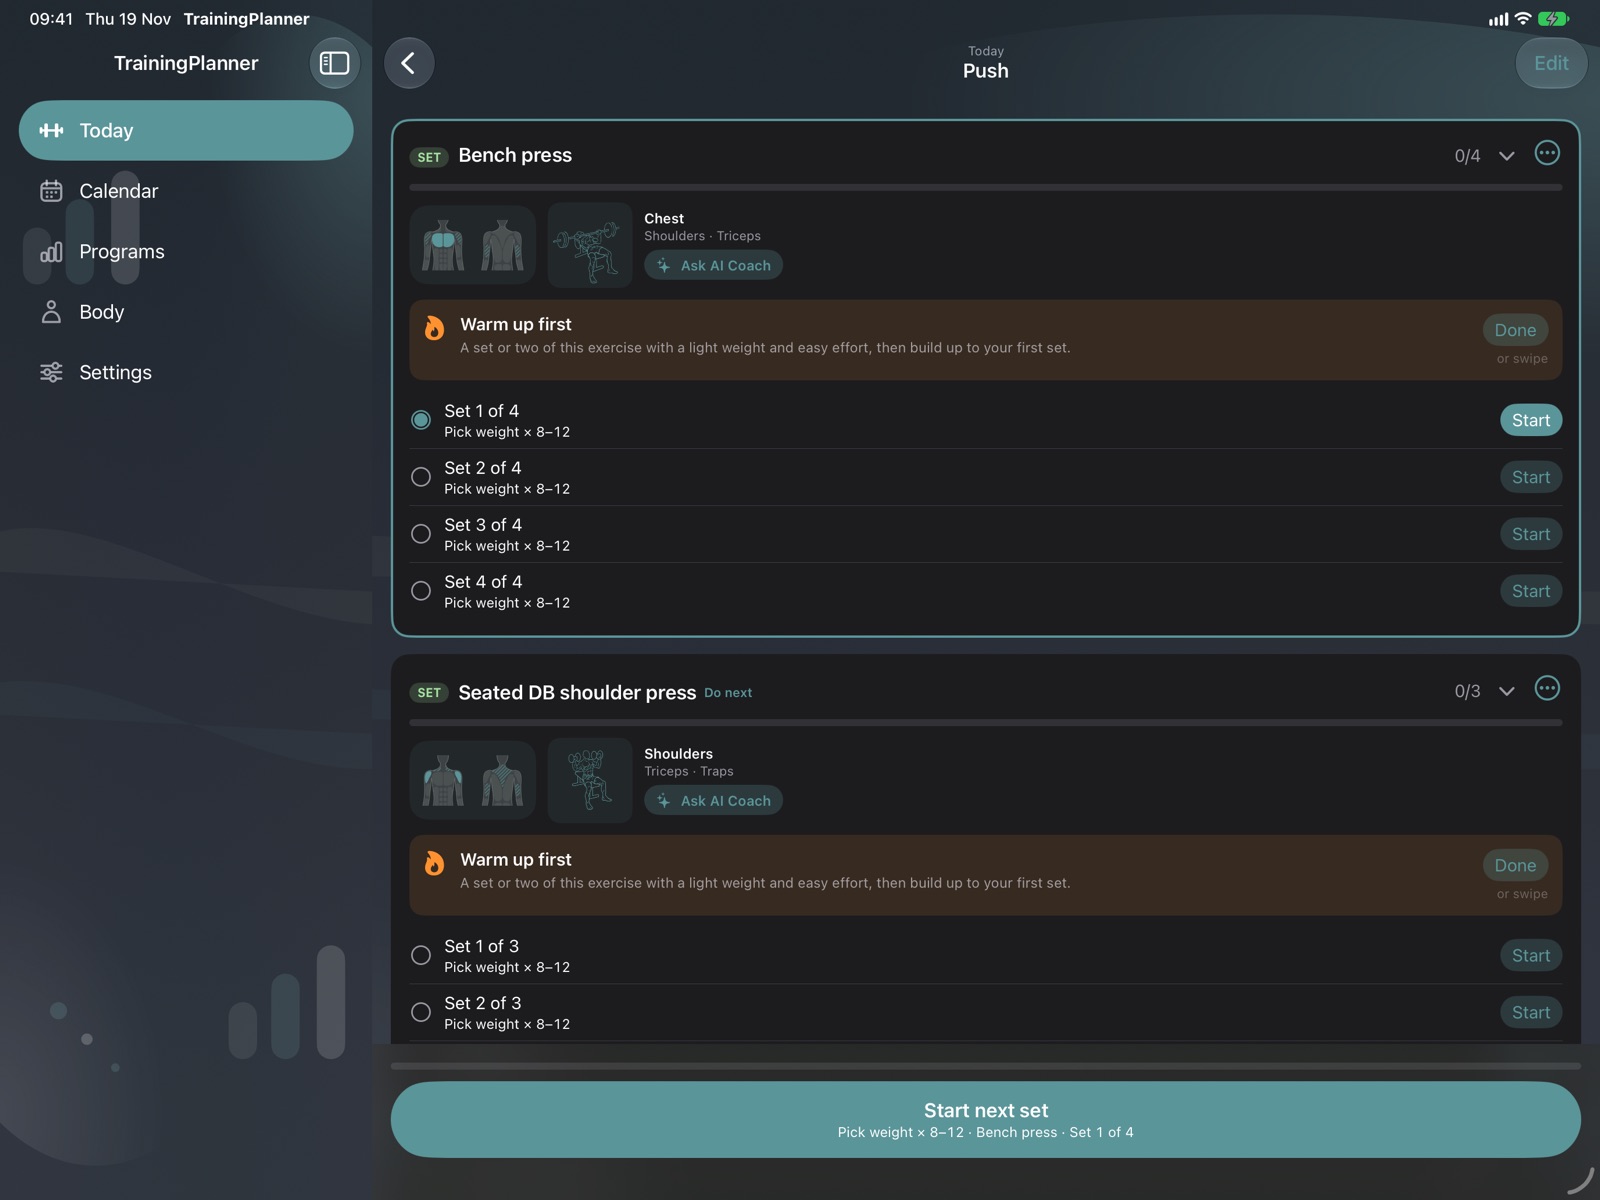 09:41 Thu 19 Nov TrainingPlanner
TrainingPlanner
Today
Calendar
Programs
Body
Settings
Today
Push
Edit
SET Bench press 0/4
Chest
Shoulders · Triceps
Ask AI Coach
Warm up first
A set or two of this exercise with a light weight and easy effort, then build up to your first set.
Done
or swipe
Set 1 of 4
Pick weight × 8–12
Start
Set 2 of 4
Pick weight × 8–12
Start
Set 3 of 4
Pick weight × 8–12
Start
Set 4 of 4
Pick weight × 8–12
Start
SET Seated DB shoulder press Do next 0/3
Shoulders
Triceps · Traps
Ask AI Coach
Warm up first
A set or two of this exercise with a light weight and easy effort, then build up to your first set.
Done
or swipe
Set 1 of 3
Pick weight × 8–12
Start
Set 2 of 3
Pick weight × 8–12
Start
Start next set
Pick weight × 8–12 · Bench press · Set 1 of 4